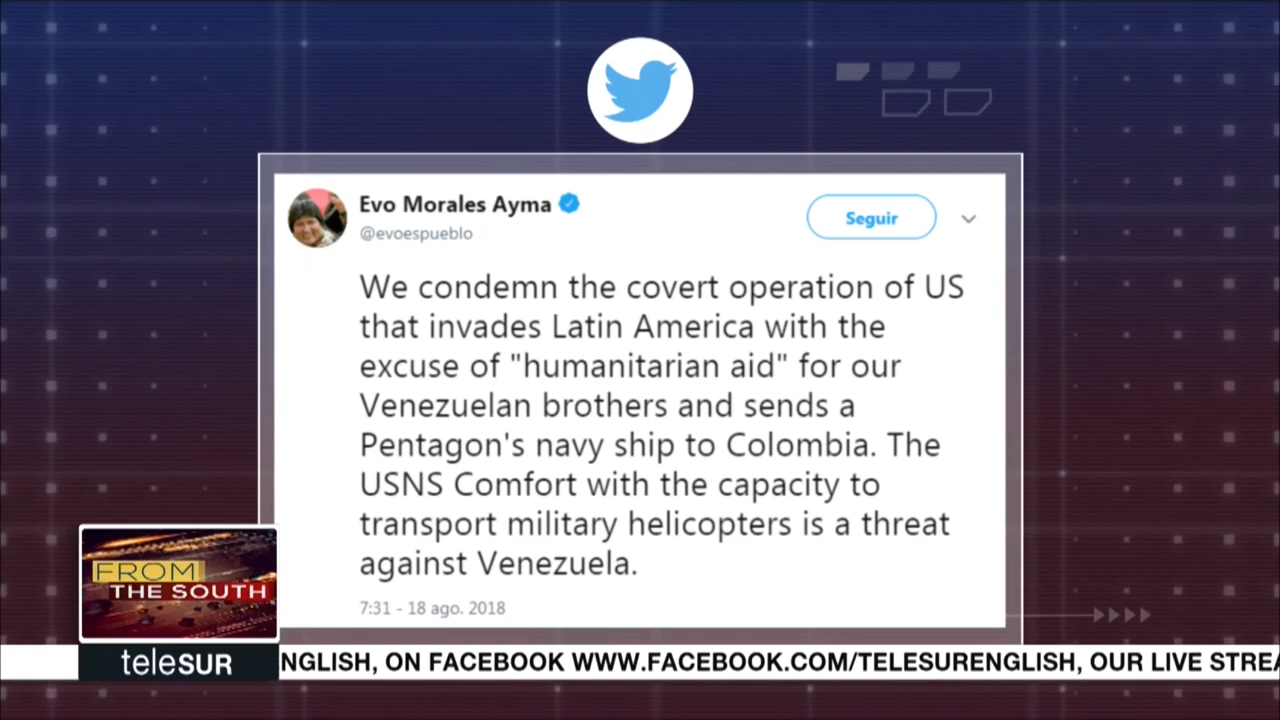 Evo Morales Ayma
@evoespueblo
Seguir
We condemn the covert operation of US
that invades Latin America with the
excuse of "humanitarian aid" for our
Venezuelan brothers and sends a
Pentagon's navy ship to Colombia. The
USNS Comfort with the capacity to
transport military helicopters is a threat
against Venezuela.
7:31 - 18 ago. 2018
FROM
THE SOUTH
teleSUR
NGLISH, ON FACEBOOK WWW.FACEBOOK.COM/TELESURENGLISH, OUR LIVE STREA